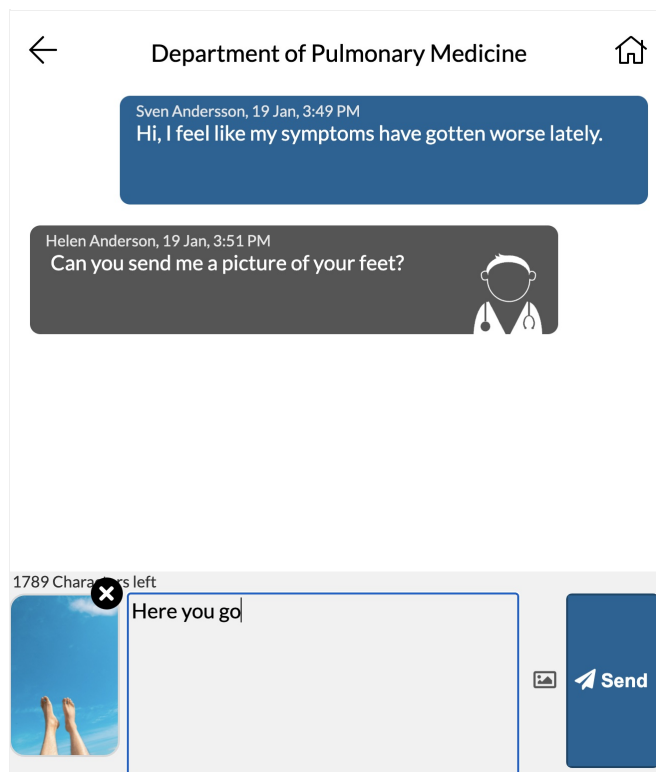 Department of Pulmonary Medicine
Sven Andersson, 19 Jan, 3:49 PM
Hi, I feel like my symptoms have gotten worse lately.
Helen Anderson, 19 Jan, 3:51 PM
Can you send me a picture of your feet?
1789 Characters left
Here you go
Send